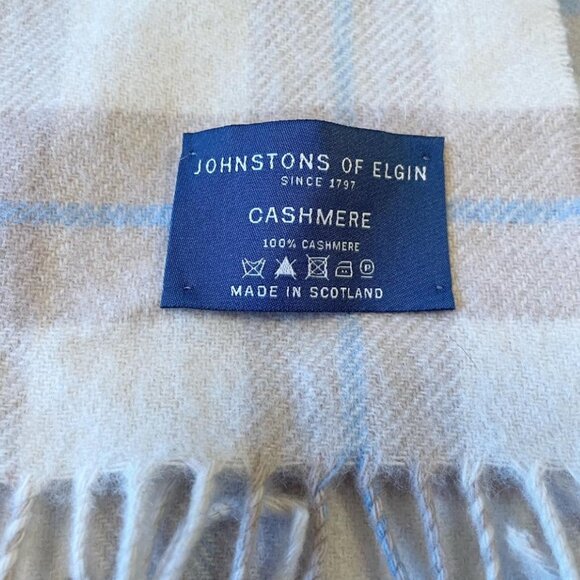 JOHNSTONS OF ELGIN
SINCE 1797
CASHMERE
100% CASHMERE
P
MADE IN SCOTLAND